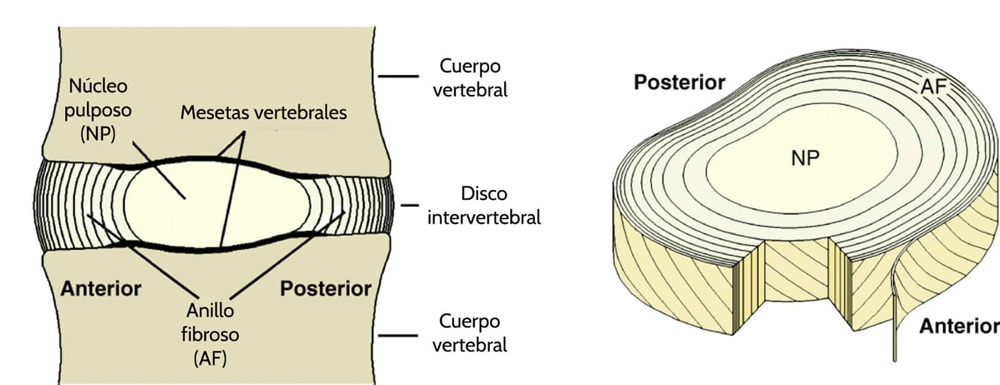 Núcleo
pulposo
(NP)
Mesetas vertebrales
Cuerpo
vertebral
Disco
intervertebral
Anterior
Posterior
Anillo
fibroso
(AF)
Cuerpo
vertebral
Posterior
AF
NP
Anterior